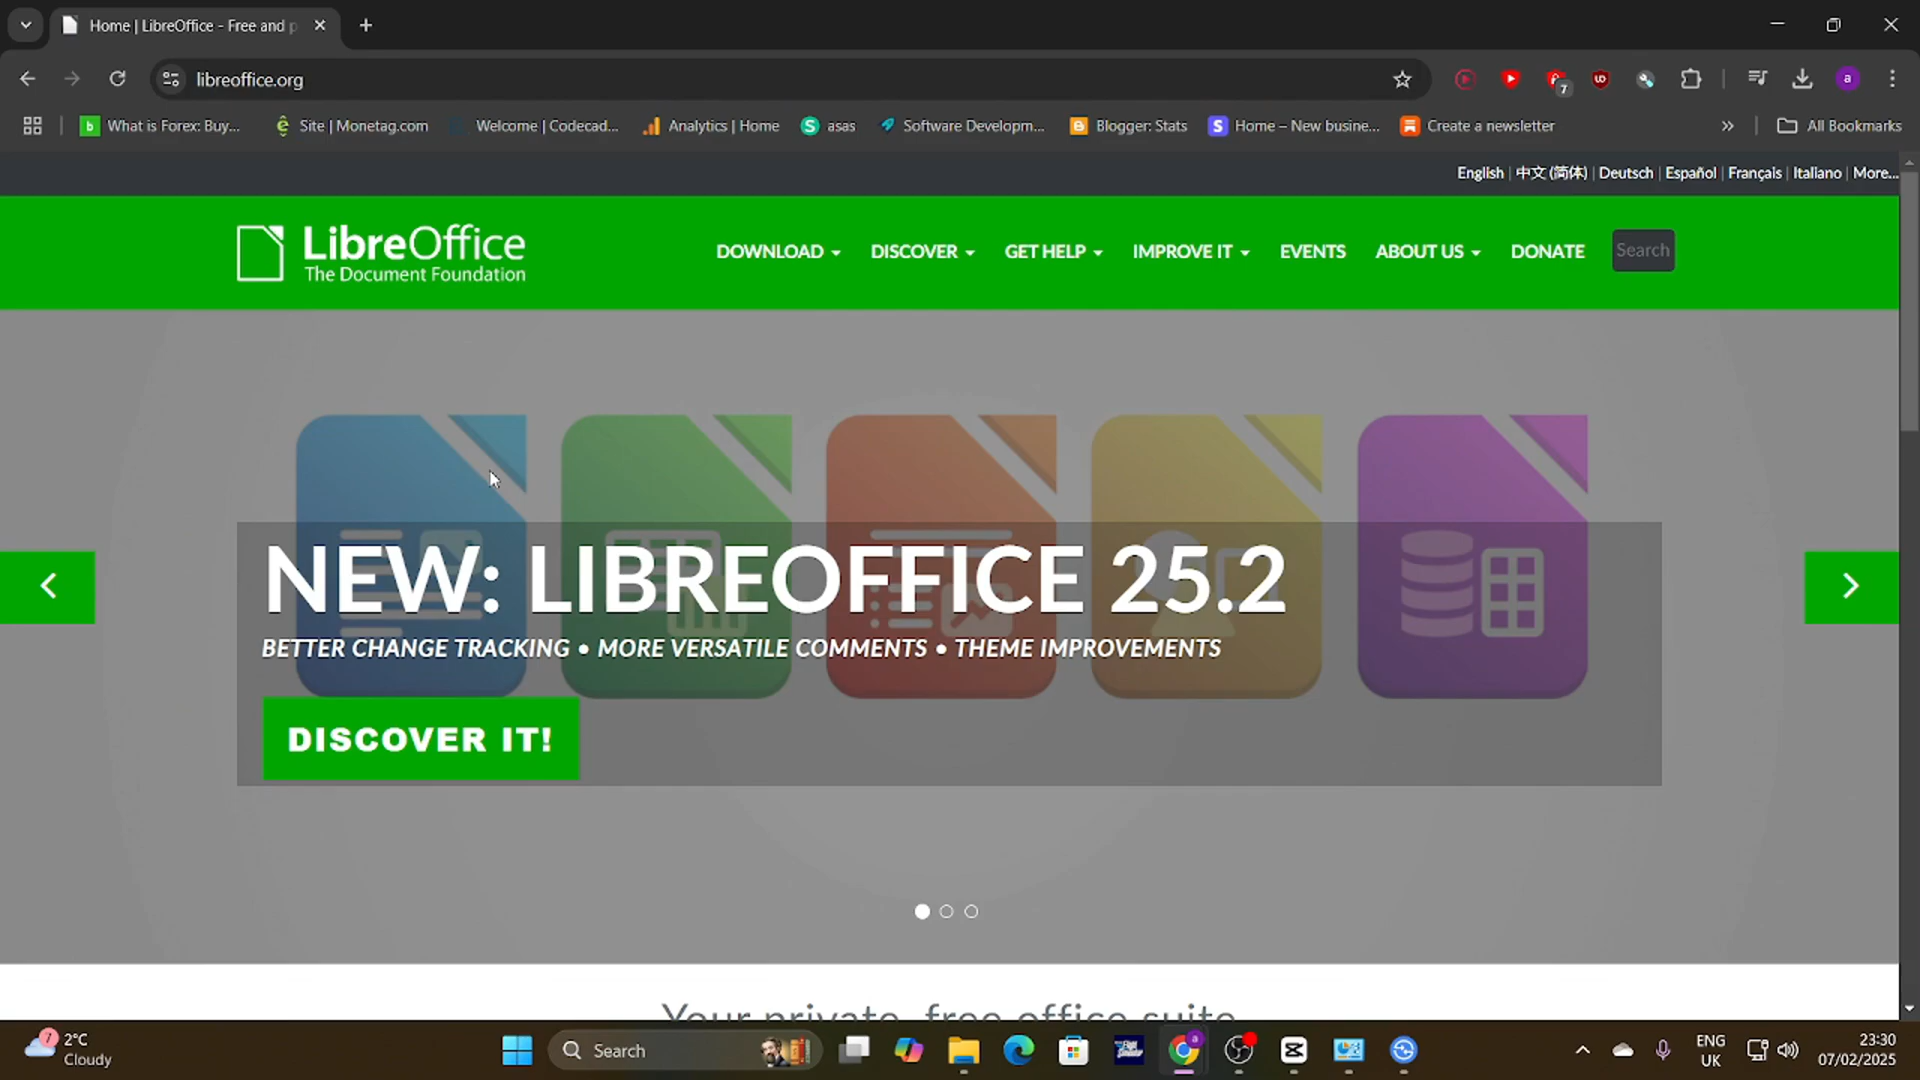 Home | LibreOffice - Free and p
libreoffice.org
7
a
What is Forex: Buy...
Site | Monetag.com
Welcome | Codecad...
Analytics | Home
asas
Software Developm...
Blogger: Stats
Home – New busine...
Create a newsletter
All Bookmarks
English | 中文 (简体) | Deutsch | Español | Français | Italiano | More...
LibreOffice
The Document Foundation
DOWNLOAD
DISCOVER
GET HELP
IMPROVE IT
EVENTS
ABOUT US
DONATE
Search
NEW: LIBREOFFICE 25.2
BETTER CHANGE TRACKING • MORE VERSATILE COMMENTS • THEME IMPROVEMENTS
DISCOVER IT!
Your private, free office suite
7
2°C
Cloudy
Search
ENG
UK
23:30
07/02/2025